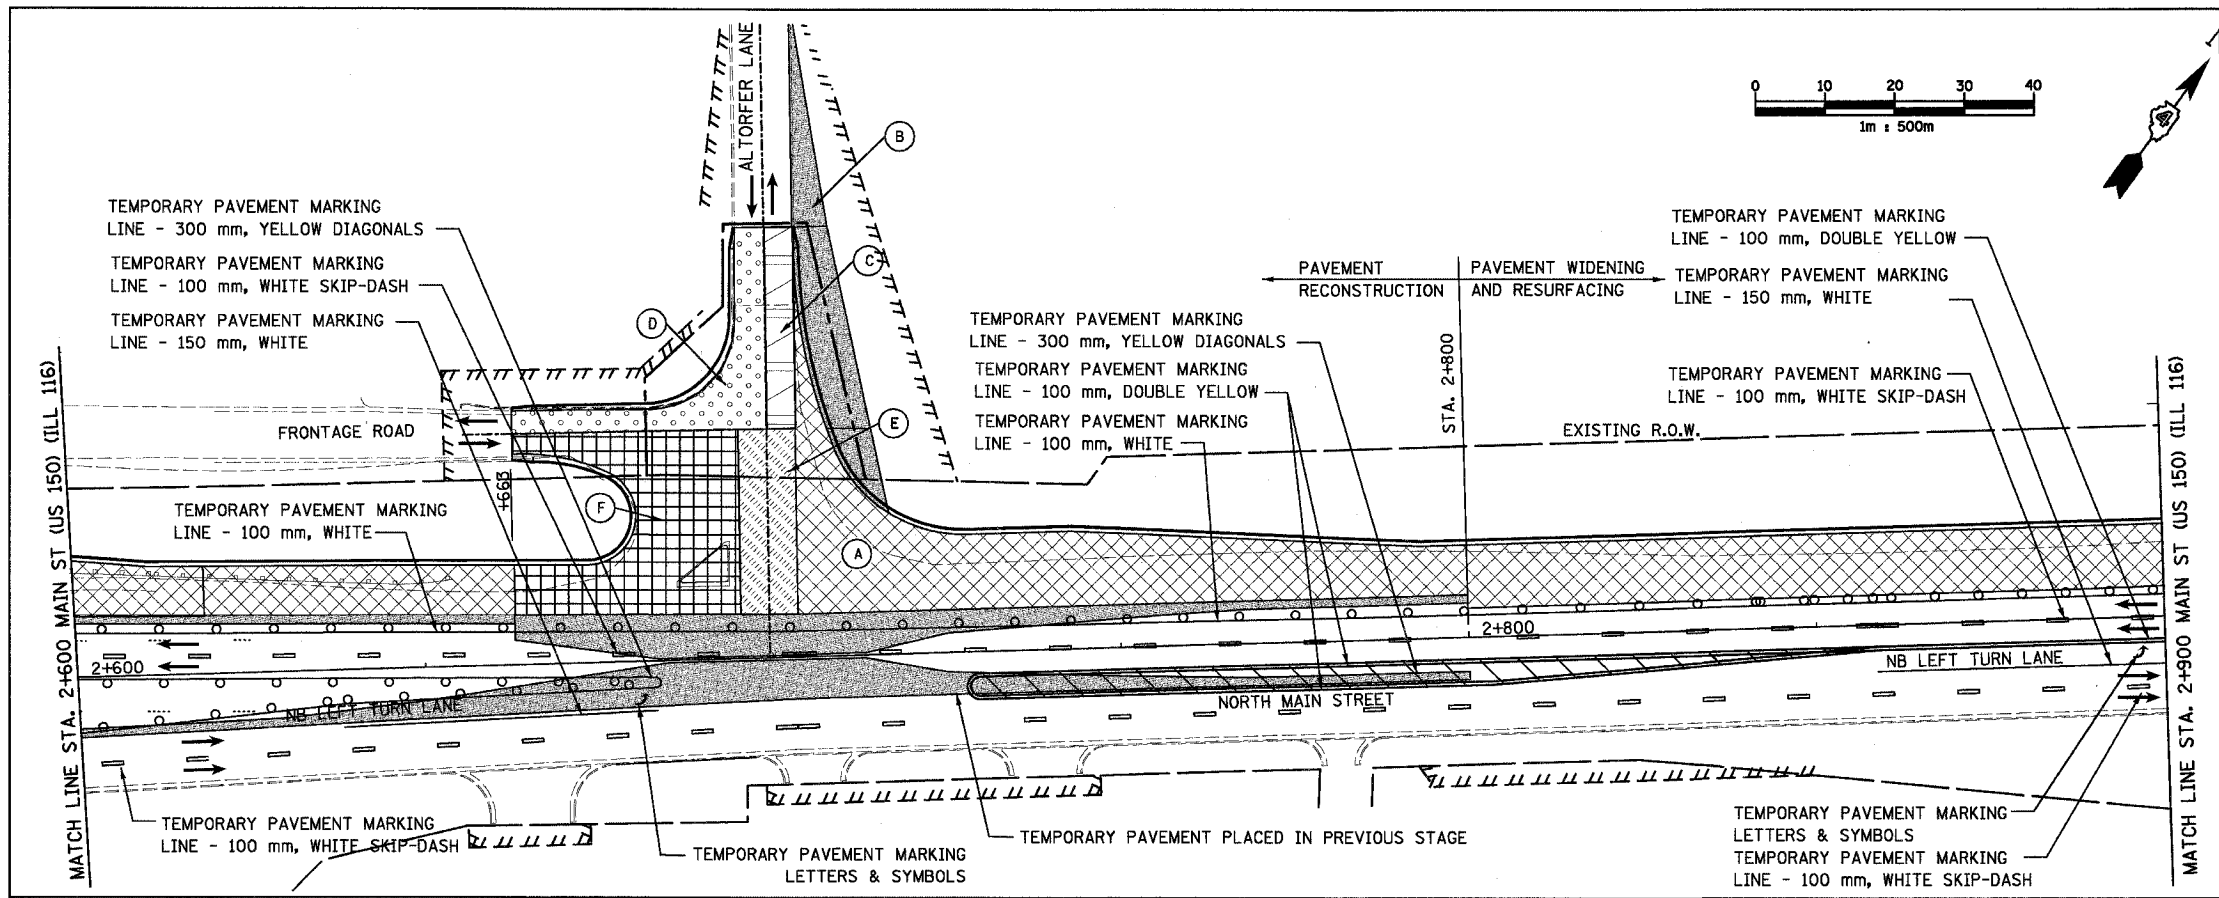 ALTORFER LANE
0 10 20 30 40
1m : 500m
4
B
TEMPORARY PAVEMENT MARKING
LINE - 300 mm, YELLOW DIAGONALS
TEMPORARY PAVEMENT MARKING
LINE - 100 mm, WHITE SKIP-DASH
TEMPORARY PAVEMENT MARKING
LINE - 150 mm, WHITE
C
D
E
F
A
PAVEMENT
RECONSTRUCTION
PAVEMENT WIDENING
AND RESURFACING
STA. 2+800
TEMPORARY PAVEMENT MARKING
LINE - 100 mm, DOUBLE YELLOW
TEMPORARY PAVEMENT MARKING
LINE - 150 mm, WHITE
TEMPORARY PAVEMENT MARKING
LINE - 100 mm, WHITE SKIP-DASH
TEMPORARY PAVEMENT MARKING
LINE - 300 mm, YELLOW DIAGONALS
TEMPORARY PAVEMENT MARKING
LINE - 100 mm, DOUBLE YELLOW
TEMPORARY PAVEMENT MARKING
LINE - 100 mm, WHITE
EXISTING R.O.W.
FRONTAGE ROAD
+663
TEMPORARY PAVEMENT MARKING
LINE - 100 mm, WHITE
MATCH LINE STA. 2+600 MAIN ST (US 150) (ILL 116)
MATCH LINE STA. 2+900 MAIN ST (US 150) (ILL 116)
2+600
2+800
NB LEFT TURN LANE
NB LEFT TURN LANE
NORTH MAIN STREET
TEMPORARY PAVEMENT MARKING
LINE - 100 mm, WHITE SKIP-DASH
TEMPORARY PAVEMENT MARKING
LETTERS & SYMBOLS
TEMPORARY PAVEMENT PLACED IN PREVIOUS STAGE
TEMPORARY PAVEMENT MARKING
LETTERS & SYMBOLS
TEMPORARY PAVEMENT MARKING
LINE - 100 mm, WHITE SKIP-DASH